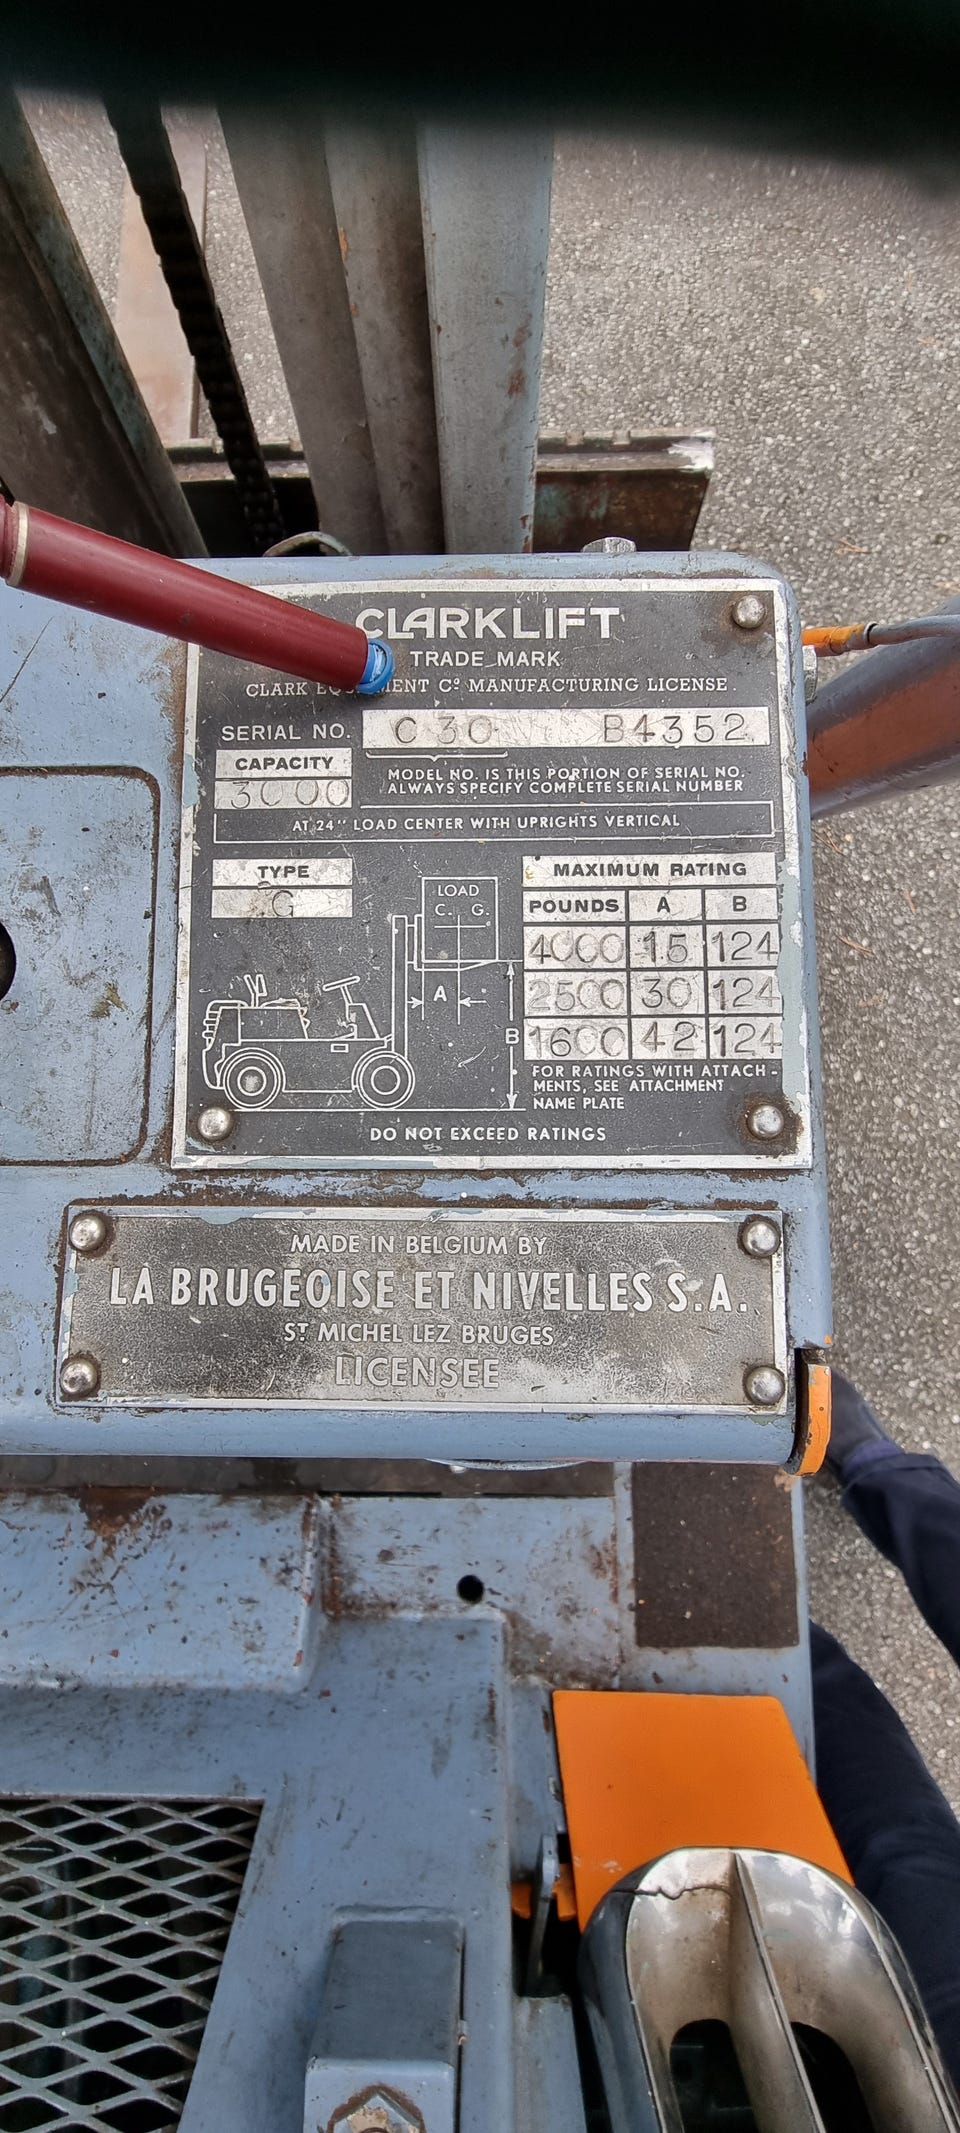 CLARKLIFT
TRADE MARK
CLARK Cº MANUFACTURING LICENSE.
SERIAL NO. C 30 B4352
CAPACITY
3000
MODEL NO. IS THIS PORTION OF SERIAL NO.
ALWAYS SPECIFY COMPLETE SERIAL NUMBER
AT 24" LOAD CENTER WITH UPRIGHTS VERTICAL
TYPE
G
LOAD
C. G.
A
B
MAXIMUM RATING
POUNDS A B
4000 15 124
2500 30 124
1600 42 124
FOR RATINGS WITH ATTACH-
MENTS, SEE ATTACHMENT
NAME PLATE
DO NOT EXCEED RATINGS
MADE IN BELGIUM BY
LA BRUGEOISE ET NIVELLES S.A.
ST MICHEL LEZ BRUGES
LICENSEE